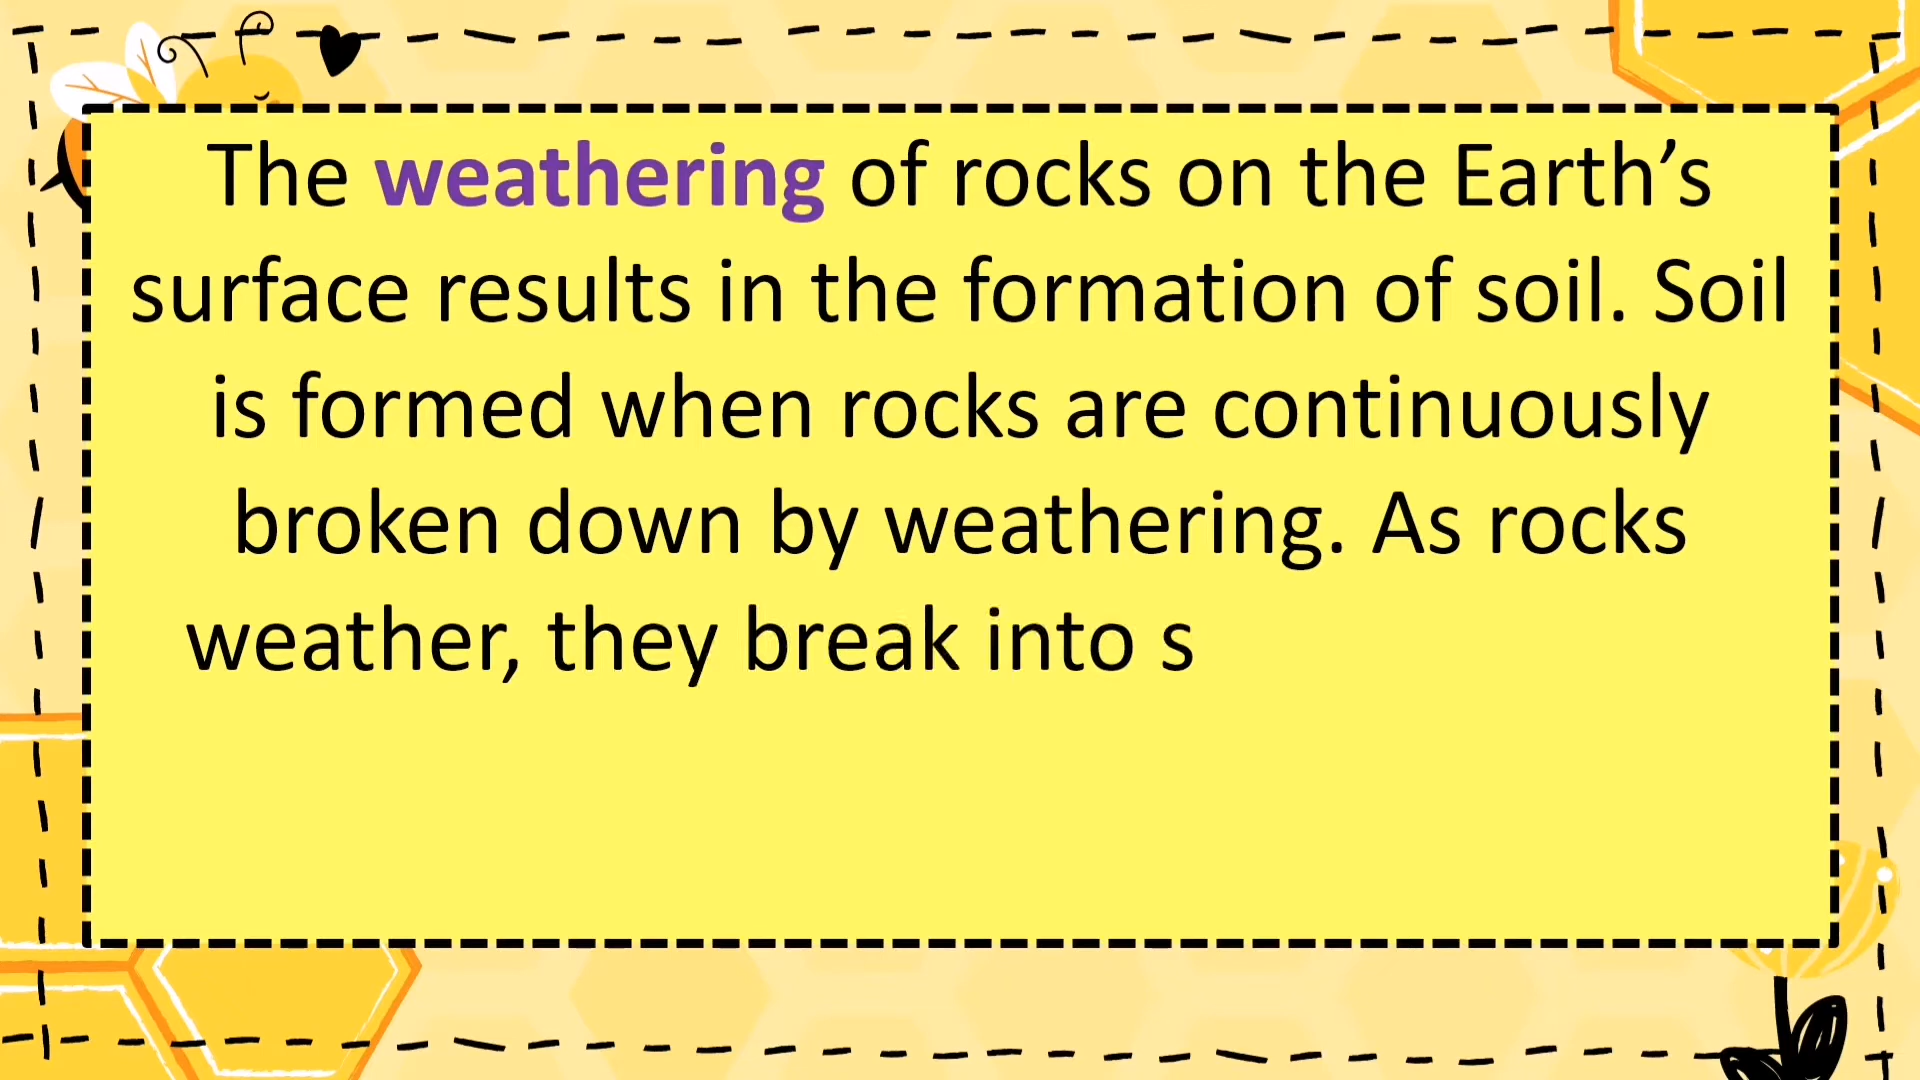 The weathering of rocks on the Earth’s
surface results in the formation of soil. Soil
is formed when rocks are continuously
broken down by weathering. As rocks
weather, they break into s